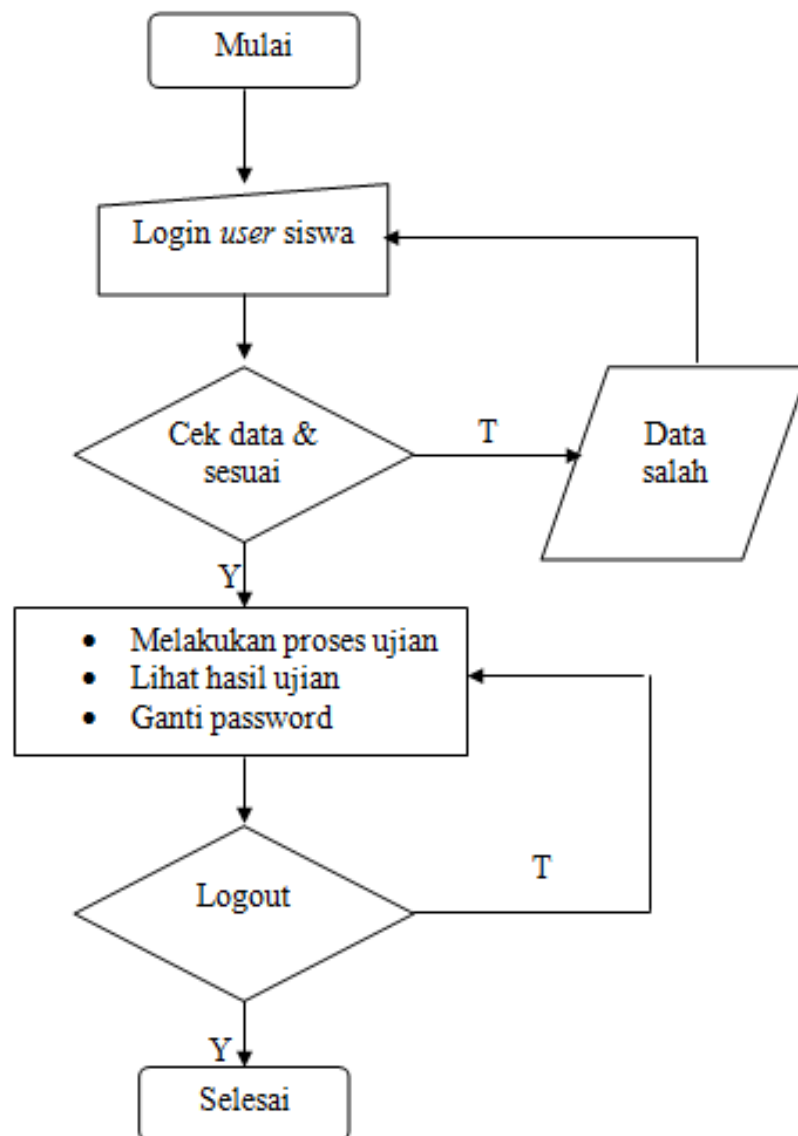 Mulai
Login user siswa
Cek data &
sesuai
T
Data
salah
Y
• Melakukan proses ujian
• Lihat hasil ujian
• Ganti password
Logout
T
Y
Selesai